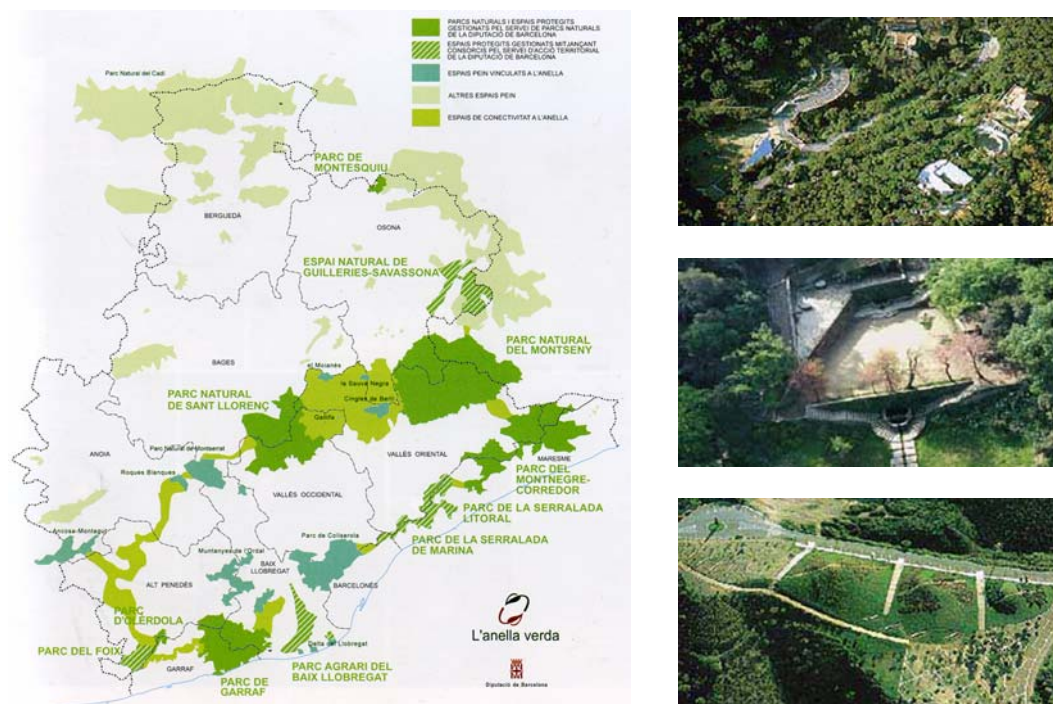 PARCS NATURALS I ESPAIS PROTEGITS
GESTIONATS PEL SERVEI DE PARCS NATURALS
DE LA DIPUTACIÓ DE BARCELONA
ESPAIS PROTEGITS GESTIONATS MITJANÇANT
CONSORCIS PEL SERVEI D'ACCIÓ TERRITORIAL
DE LA DIPUTACIÓ DE BARCELONA
ESPAIS PEIN VINCULATS A L'ANELLA
ALTRES ESPAIS PEIN
ESPAIS DE CONECTIVITAT A L'ANELLA
Parc Natural del Cadí
PARC DE
MONTESQUIU
BERGUEDÀ
OSONA
ESPAI NATURAL DE
GUILLERIES-SAVASSONA
PARC NATURAL
DEL MONTSENY
BAGES
el Moianès
la Sauva Negra
Cingles de Bertí
PARC NATURAL
DE SANT LLORENÇ
Gallifa
Parc Natural de Montserrat
ANOIA
VALLÈS ORIENTAL
MARESME
Roques Blanques
PARC DEL
MONTNEGRE-
CORREDOR
VALLÈS OCCIDENTAL
PARC DE LA SERRALADA
LITORAL
Ancosa-Montagut
Parc de Collserola
PARC DE LA SERRALADA
DE MARINA
Muntanyes de l'Ordal
BAIX
LLOBREGAT
ALT PENEDÈS
BARCELONÈS
PARC
D'OLÈRDOLA
L'anella verda
Delta del Llobregat
PARC DEL FOIX
GARRAF
PARC AGRARI DEL
BAIX LLOBREGAT
PARC DE
GARRAF
Diputació de Barcelona